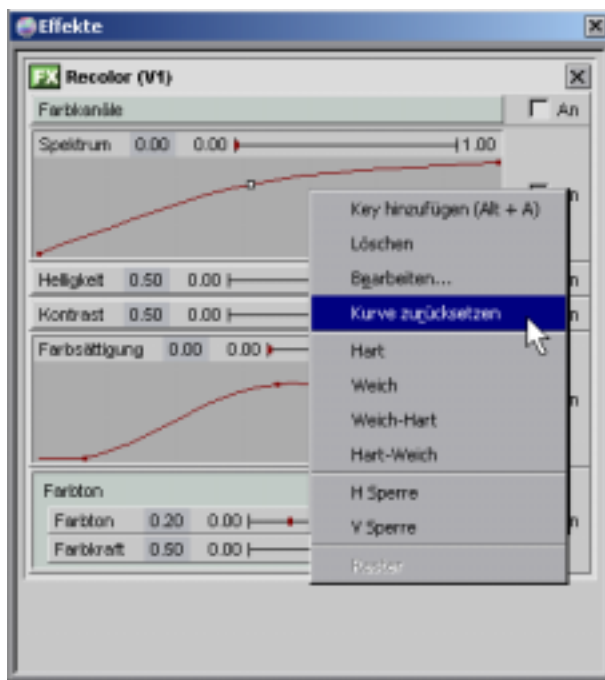 Effekte
FX Recolor (V1)
Farbkanäle An
Spektrum 0.00 0.00 1.00
Key hinzufügen (Alt + A)
Löschen
Bearbeiten...
Kurve zurücksetzen
Hart
Weich
Weich-Hart
Hart-Weich
H Sperre
V Sperre
Raster
Helligkeit 0.50 0.00 n
Kontrast 0.50 0.00 n
Farbsättigung 0.00 0.00
n
Farbton
Farbton 0.20 0.00 n
Farbkraft 0.50 0.00